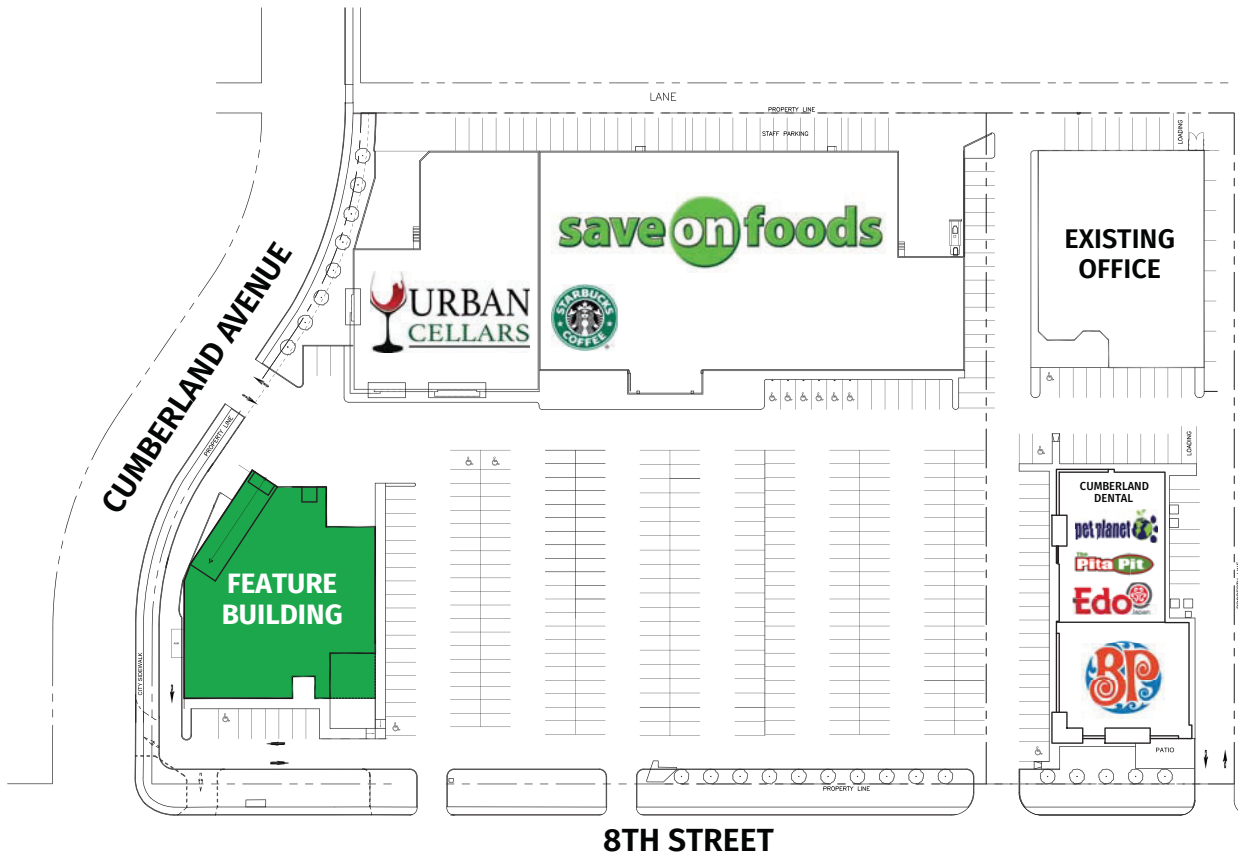 LANE
PROPERTY LINE
STAFF PARKING
LOADING
save on foods
EXISTING
OFFICE
URBAN
CELLARS
STARBUCKS
COFFEE
CUMBERLAND AVENUE
PROPERTY LINE
LOADING
CUMBERLAND
DENTAL
pet planet
The
Pita Pit
Edo
Japan
FEATURE
BUILDING
BP
CITY SIDEWALK
PATIO
PROPERTY LINE
8TH STREET